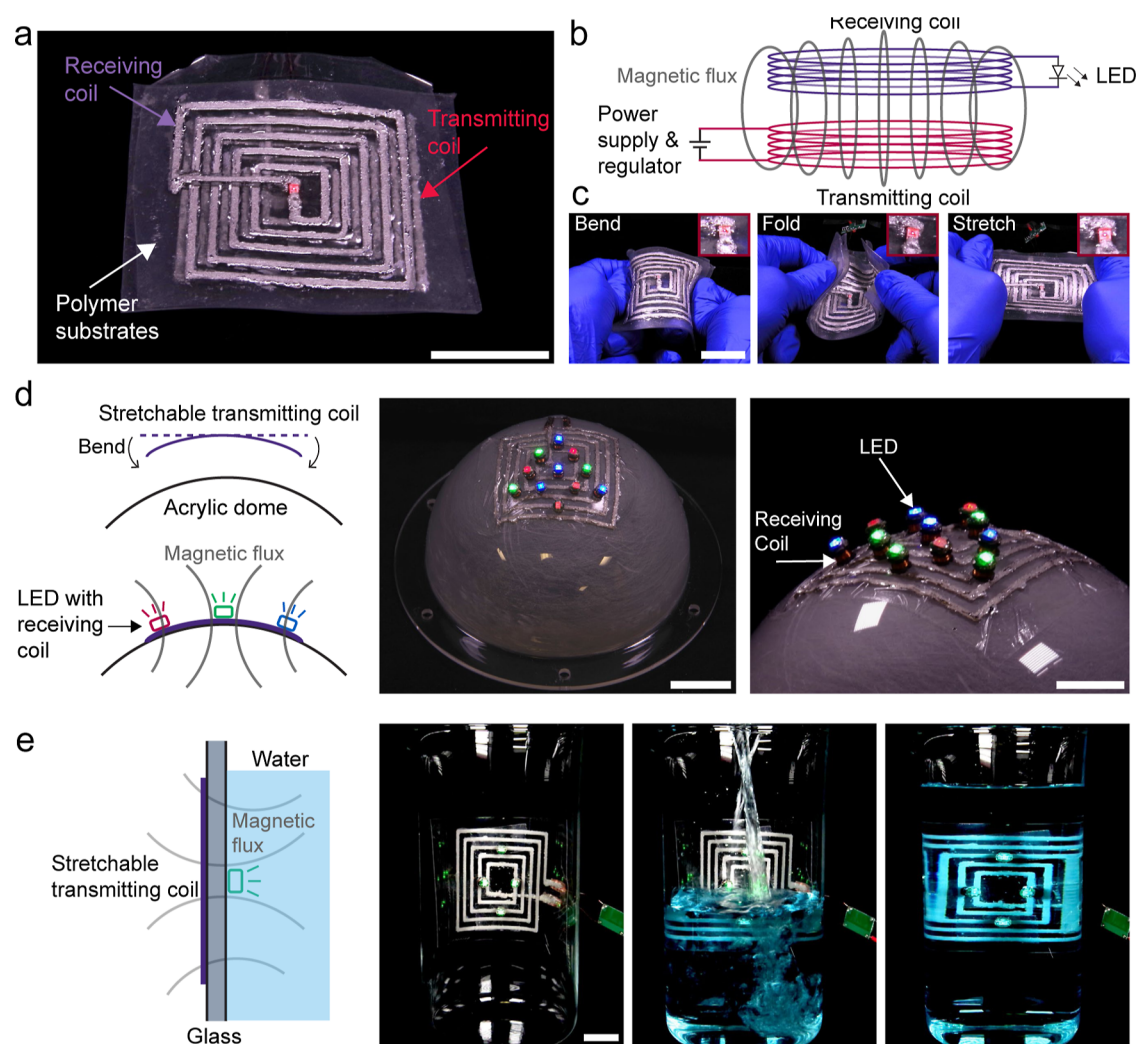 a
Receiving
coil
Transmitting
coil
Polymer
substrates
b
Receiving coil
Magnetic flux
LED
Power
supply &
regulator
Transmitting coil
c
Bend
Fold
Stretch
d
Stretchable transmitting coil
Bend
Acrylic dome
Magnetic flux
LED with
receiving
coil
LED
Receiving
Coil
e
Water
Magnetic
flux
Stretchable
transmitting coil
Glass